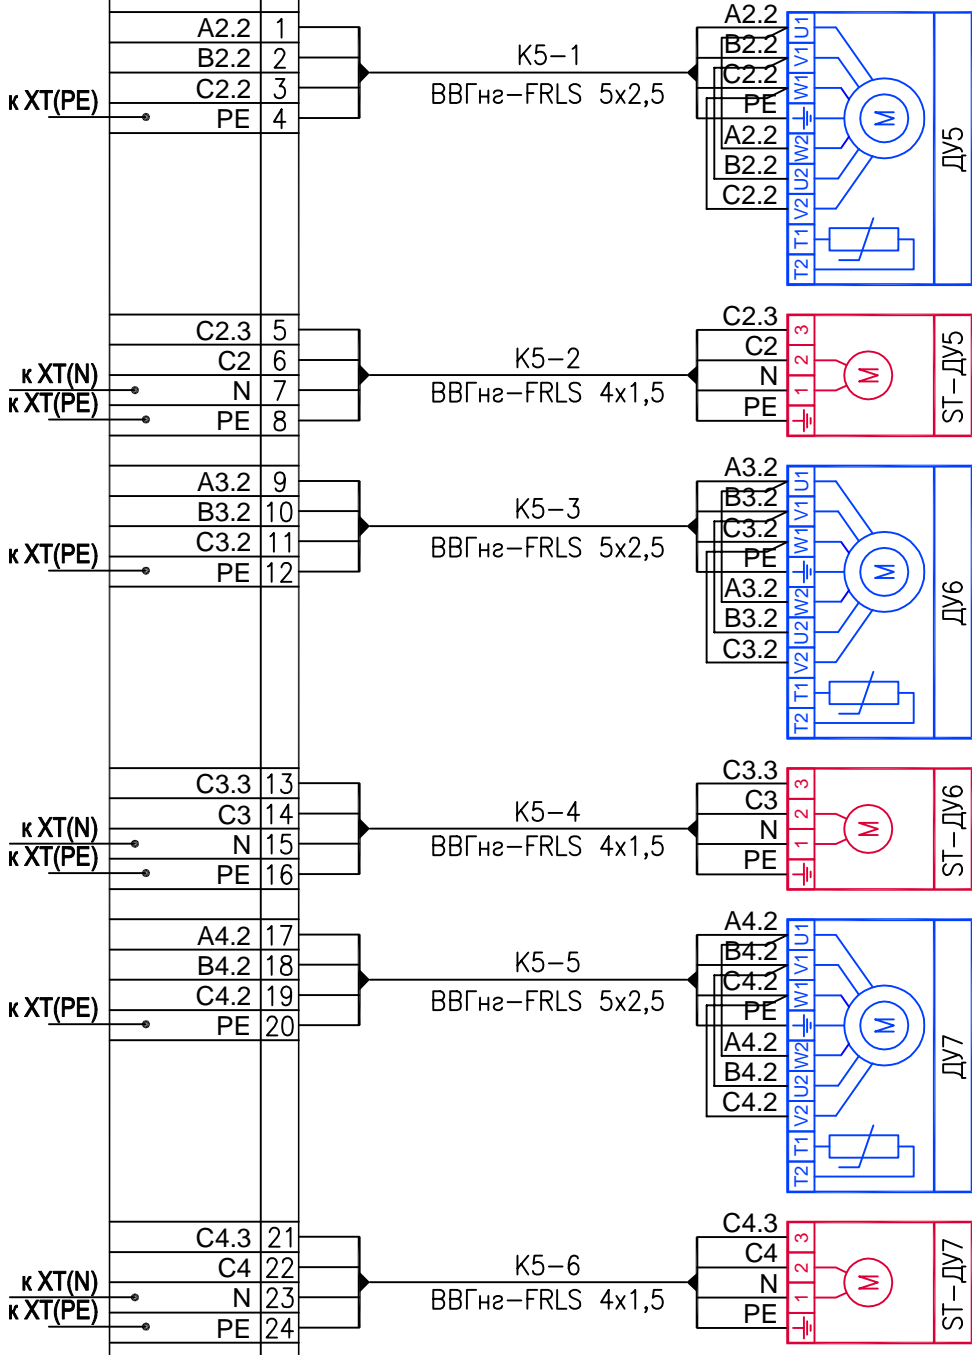 A2.2 1
B2.2 2
C2.2 3
к XT(PE) PE 4
К5-1
ВВГнг-FRLS 5x2,5
A2.2 U1
B2.2 V1
C2.2 W1
PE
A2.2 W2
B2.2 U2
C2.2 V2
T1
T2
M
ДУ5
C2.3 5
C2 6
к XT(N) N 7
к XT(PE) PE 8
К5-2
ВВГнг-FRLS 4x1,5
C2.3 3
C2 2
N 1
PE
M
ST-ДУ5
A3.2 9
B3.2 10
C3.2 11
к XT(PE) PE 12
К5-3
ВВГнг-FRLS 5x2,5
A3.2 U1
B3.2 V1
C3.2 W1
PE
A3.2 W2
B3.2 U2
C3.2 V2
T1
T2
M
ДУ6
C3.3 13
C3 14
к XT(N) N 15
к XT(PE) PE 16
К5-4
ВВГнг-FRLS 4x1,5
C3.3 3
C3 2
N 1
PE
M
ST-ДУ6
A4.2 17
B4.2 18
C4.2 19
к XT(PE) PE 20
К5-5
ВВГнг-FRLS 5x2,5
A4.2 U1
B4.2 V1
C4.2 W1
PE
A4.2 W2
B4.2 U2
C4.2 V2
T1
T2
M
ДУ7
C4.3 21
C4 22
к XT(N) N 23
к XT(PE) PE 24
К5-6
ВВГнг-FRLS 4x1,5
C4.3 3
C4 2
N 1
PE
M
ST-ДУ7